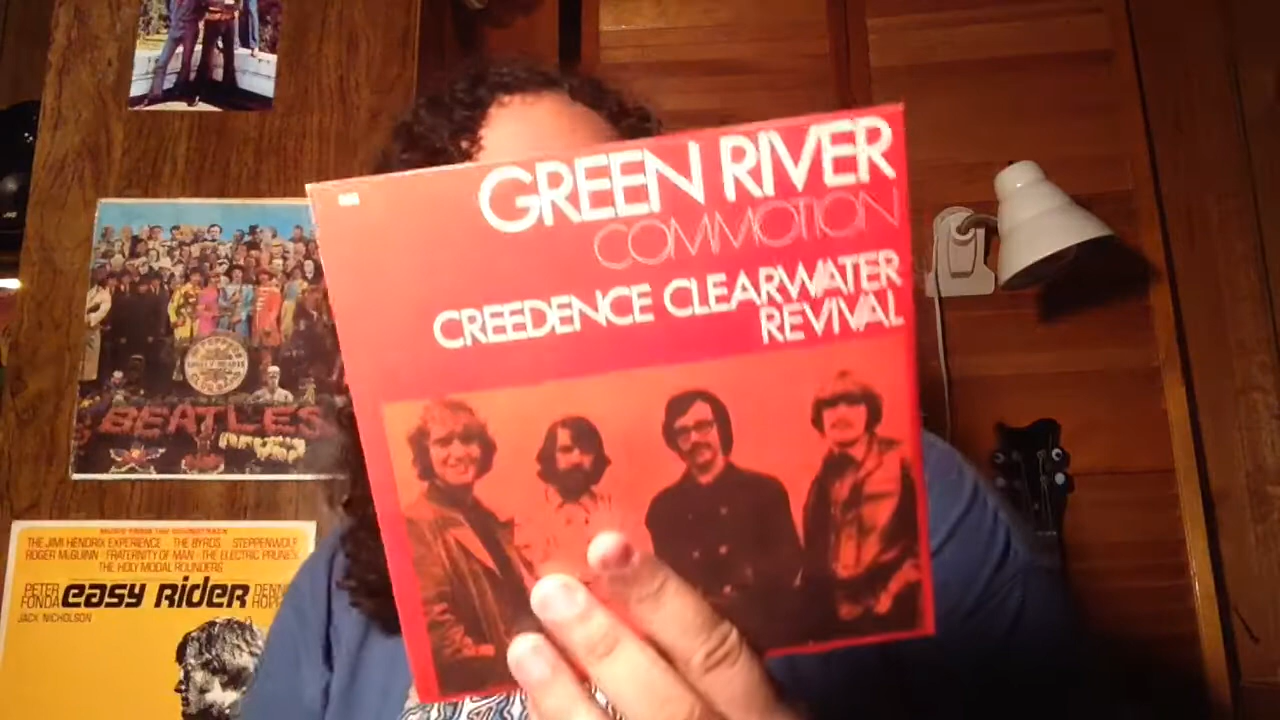 GREEN RIVER
COMMOTION
CREEDENCE CLEARWATER
REVIVAL
BEATLES
MUSIC FROM THE SOUNDTRACK
THE JIMI HENDRIX EXPERIENCE · THE BYRDS · STEPPENWOLF
ROGER McGUINN · FRATERNITY OF MAN · THE ELECTRIC PRUNES
THE HOLY MODAL ROUNDERS
PETER
FONDA
easy rider
JACK NICHOLSON
JVC